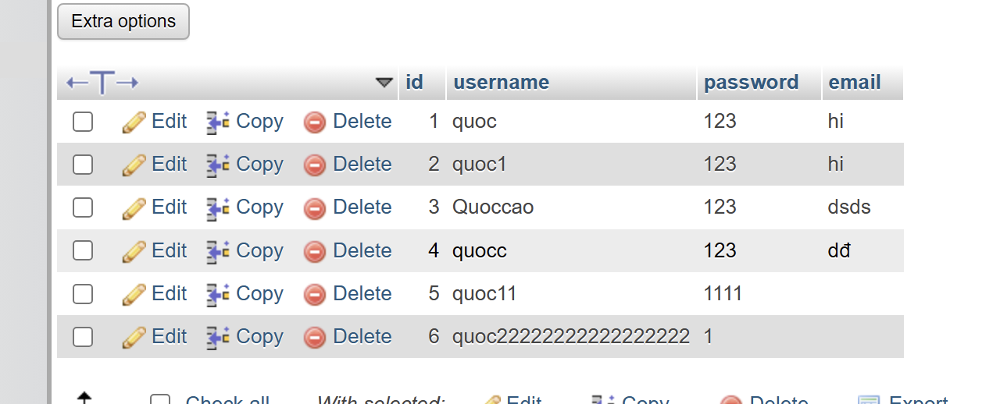 Extra options
id username password email
Edit Copy Delete 1 quoc 123 hi
Edit Copy Delete 2 quoc1 123 hi
Edit Copy Delete 3 Quoccao 123 dsds
Edit Copy Delete 4 quocc 123 dđ
Edit Copy Delete 5 quoc11 1111
Edit Copy Delete 6 quoc22222222222222222 1
Check all With selected: Edit Copy Delete Export